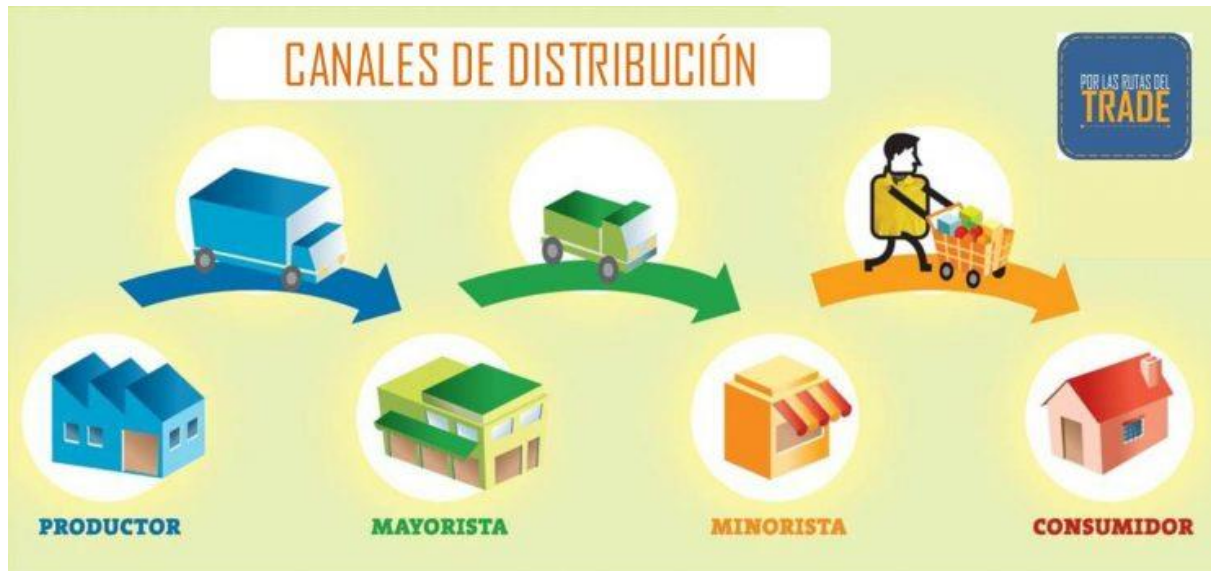 CANALES DE DISTRIBUCIÓN
POR LAS RUTAS DEL
TRADE
PRODUCTOR
MAYORISTA
MINORISTA
CONSUMIDOR